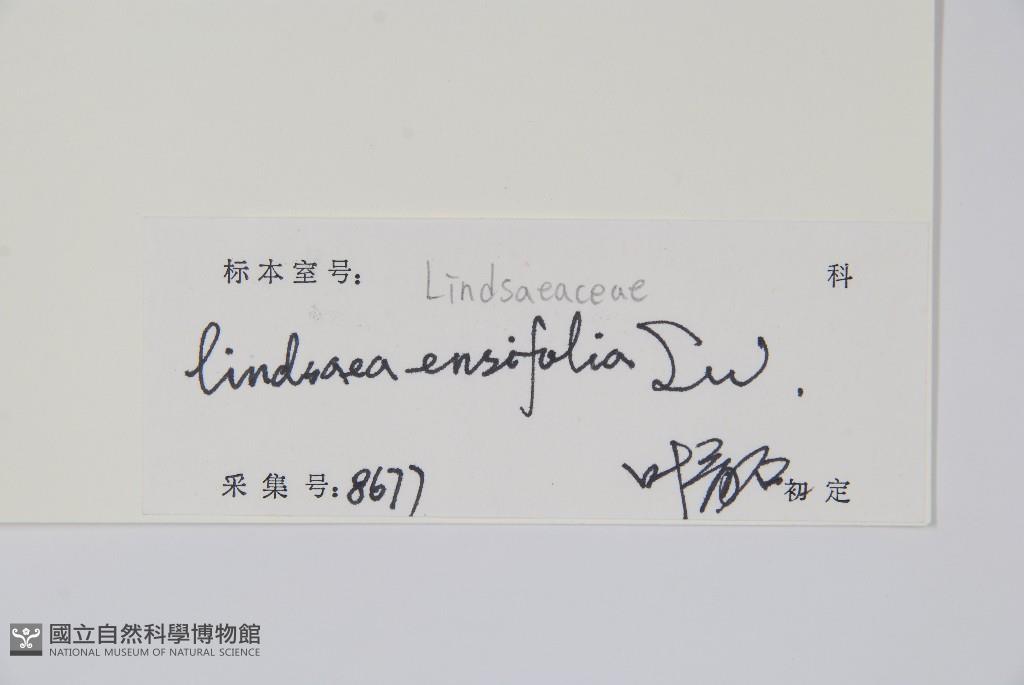 标本室号: Lindsaeaceae 科
lindsaea ensifolia Sw.
采集号: 8677 叶 初定
國立自然科學博物館
NATIONAL MUSEUM OF NATURAL SCIENCE